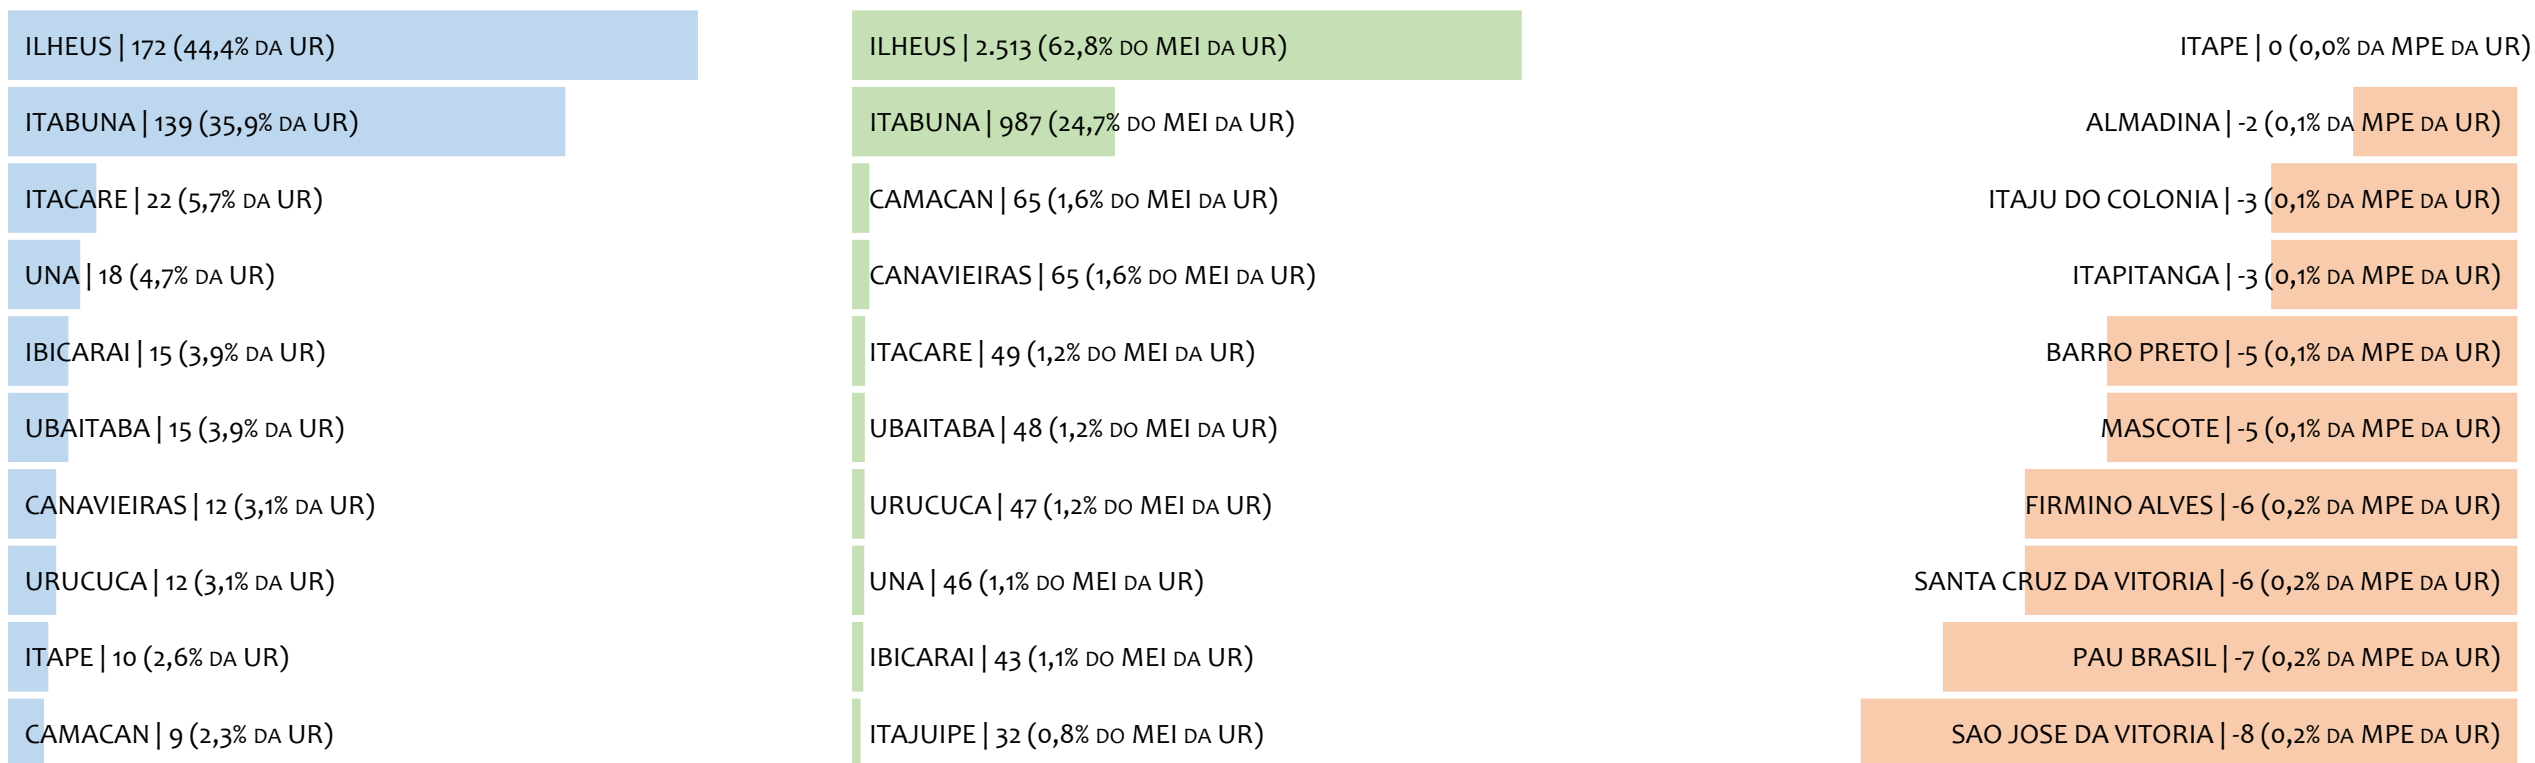 ILHEUS | 172 (44,4% DA UR)
ITABUNA | 139 (35,9% DA UR)
ITACARE | 22 (5,7% DA UR)
UNA | 18 (4,7% DA UR)
IBICARAI | 15 (3,9% DA UR)
UBAITABA | 15 (3,9% DA UR)
CANAVIEIRAS | 12 (3,1% DA UR)
URUCUCA | 12 (3,1% DA UR)
ITAPE | 10 (2,6% DA UR)
CAMACAN | 9 (2,3% DA UR)
ILHEUS | 2.513 (62,8% DO MEI DA UR)
ITABUNA | 987 (24,7% DO MEI DA UR)
CAMACAN | 65 (1,6% DO MEI DA UR)
CANAVIEIRAS | 65 (1,6% DO MEI DA UR)
ITACARE | 49 (1,2% DO MEI DA UR)
UBAITABA | 48 (1,2% DO MEI DA UR)
URUCUCA | 47 (1,2% DO MEI DA UR)
UNA | 46 (1,1% DO MEI DA UR)
IBICARAI | 43 (1,1% DO MEI DA UR)
ITAJUIPE | 32 (0,8% DO MEI DA UR)
ITAPE | 0 (0,0% DA MPE DA UR)
ALMADINA | -2 (0,1% DA MPE DA UR)
ITAJU DO COLONIA | -3 (0,1% DA MPE DA UR)
ITAPITANGA | -3 (0,1% DA MPE DA UR)
BARRO PRETO | -5 (0,1% DA MPE DA UR)
MASCOTE | -5 (0,1% DA MPE DA UR)
FIRMINO ALVES | -6 (0,2% DA MPE DA UR)
SANTA CRUZ DA VITORIA | -6 (0,2% DA MPE DA UR)
PAU BRASIL | -7 (0,2% DA MPE DA UR)
SAO JOSE DA VITORIA | -8 (0,2% DA MPE DA UR)